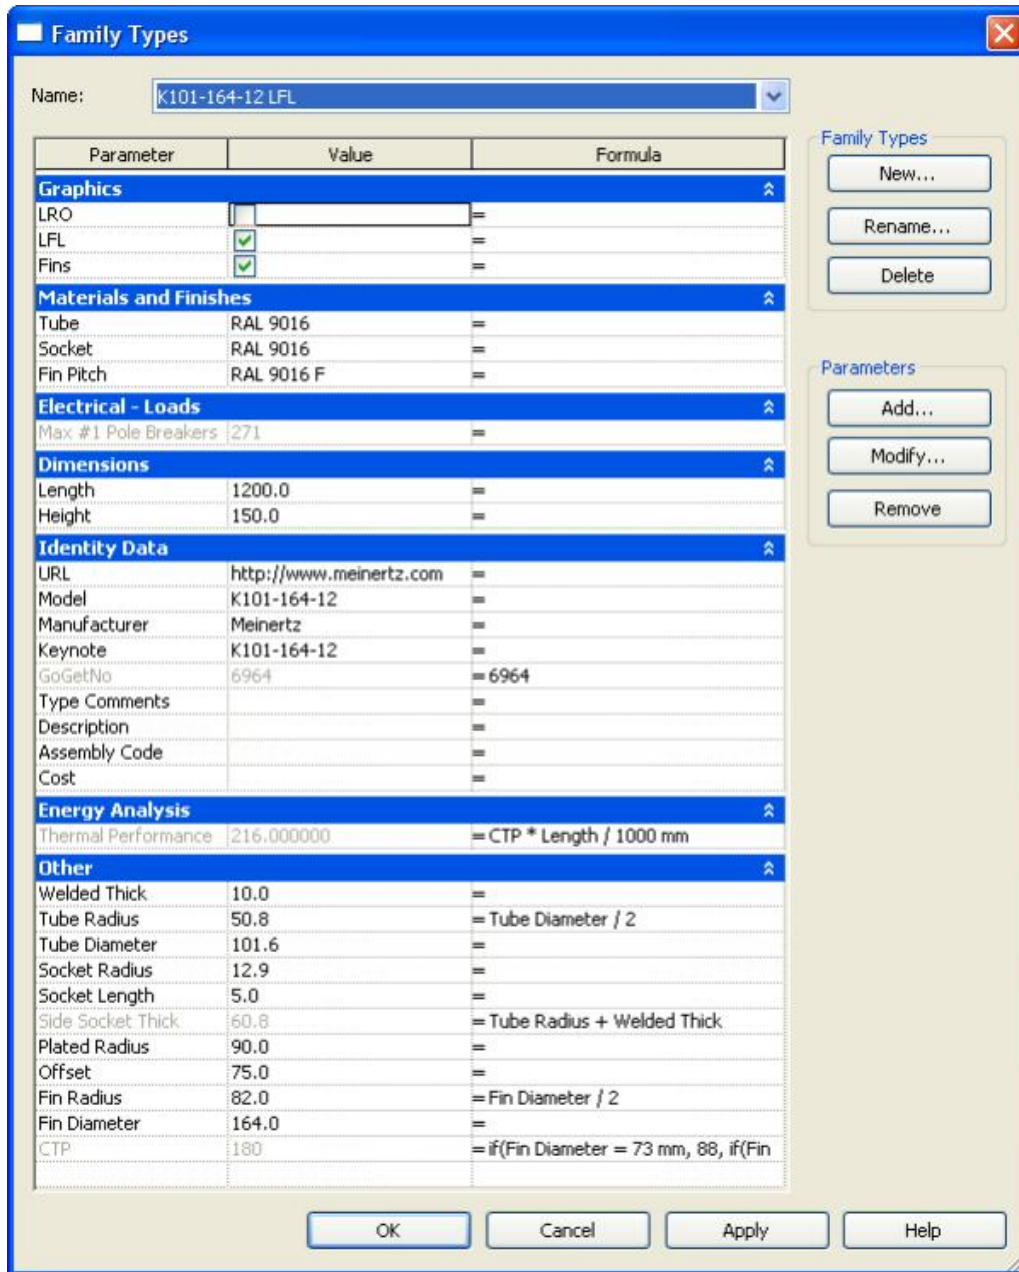 Family Types
Name: K101-164-12 LFL
Parameter Value Formula
Graphics
LRO =
LFL =
Fins =
Materials and Finishes
Tube RAL 9016 =
Socket RAL 9016 =
Fin Pitch RAL 9016 F =
Electrical - Loads
Max #1 Pole Breakers 271 =
Dimensions
Length 1200.0 =
Height 150.0 =
Identity Data
URL http://www.meinertz.com =
Model K101-164-12 =
Manufacturer Meinertz =
Keynote K101-164-12 =
GoGetNo 6964 = 6964
Type Comments =
Description =
Assembly Code =
Cost =
Energy Analysis
Thermal Performance 216.000000 = CTP * Length / 1000 mm
Other
Welded Thick 10.0 =
Tube Radius 50.8 = Tube Diameter / 2
Tube Diameter 101.6 =
Socket Radius 12.9 =
Socket Length 5.0 =
Side Socket Thick 60.8 = Tube Radius + Welded Thick
Plated Radius 90.0 =
Offset 75.0 =
Fin Radius 82.0 = Fin Diameter / 2
Fin Diameter 164.0 =
CTP 180 = if(Fin Diameter = 73 mm, 88, if(Fin
Family Types
New...
Rename...
Delete
Parameters
Add...
Modify...
Remove
OK Cancel Apply Help